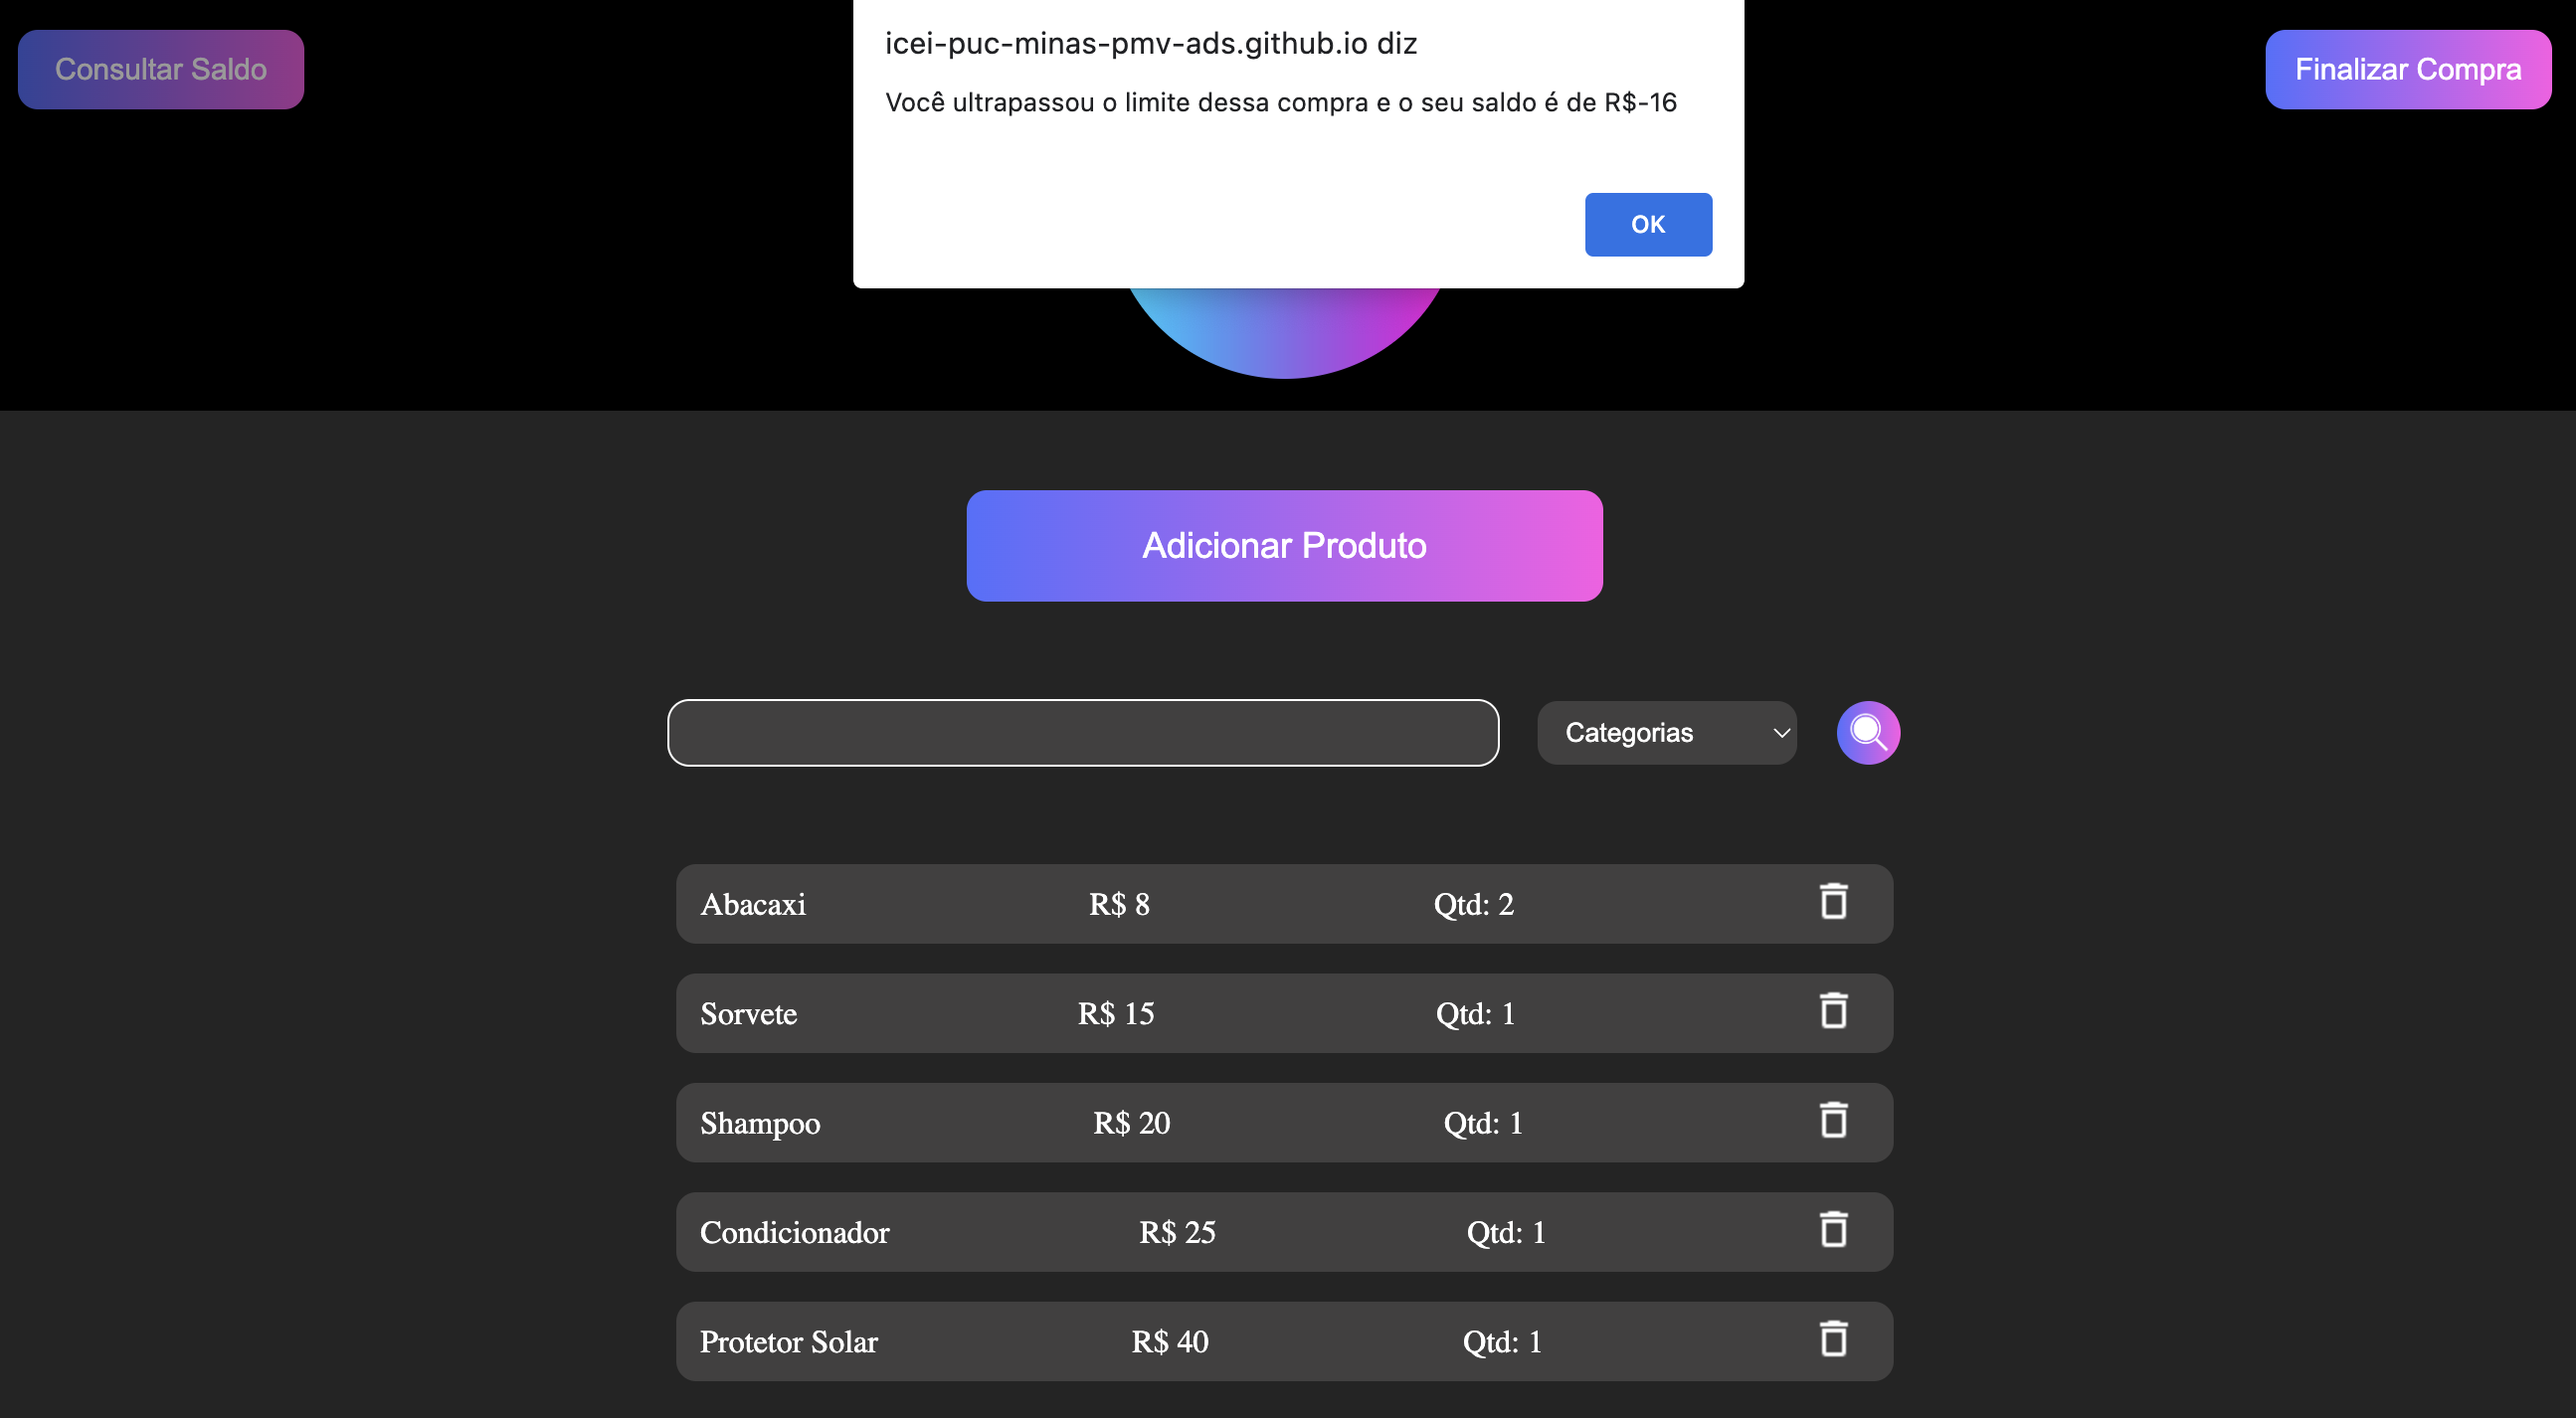 Consultar Saldo
icei-puc-minas-pmv-ads.github.io diz
Você ultrapassou o limite dessa compra e o seu saldo é de R$-16
OK
Finalizar Compra
Adicionar Produto
Categorias
Abacaxi R$ 8 Qtd: 2
Sorvete R$ 15 Qtd: 1
Shampoo R$ 20 Qtd: 1
Condicionador R$ 25 Qtd: 1
Protetor Solar R$ 40 Qtd: 1